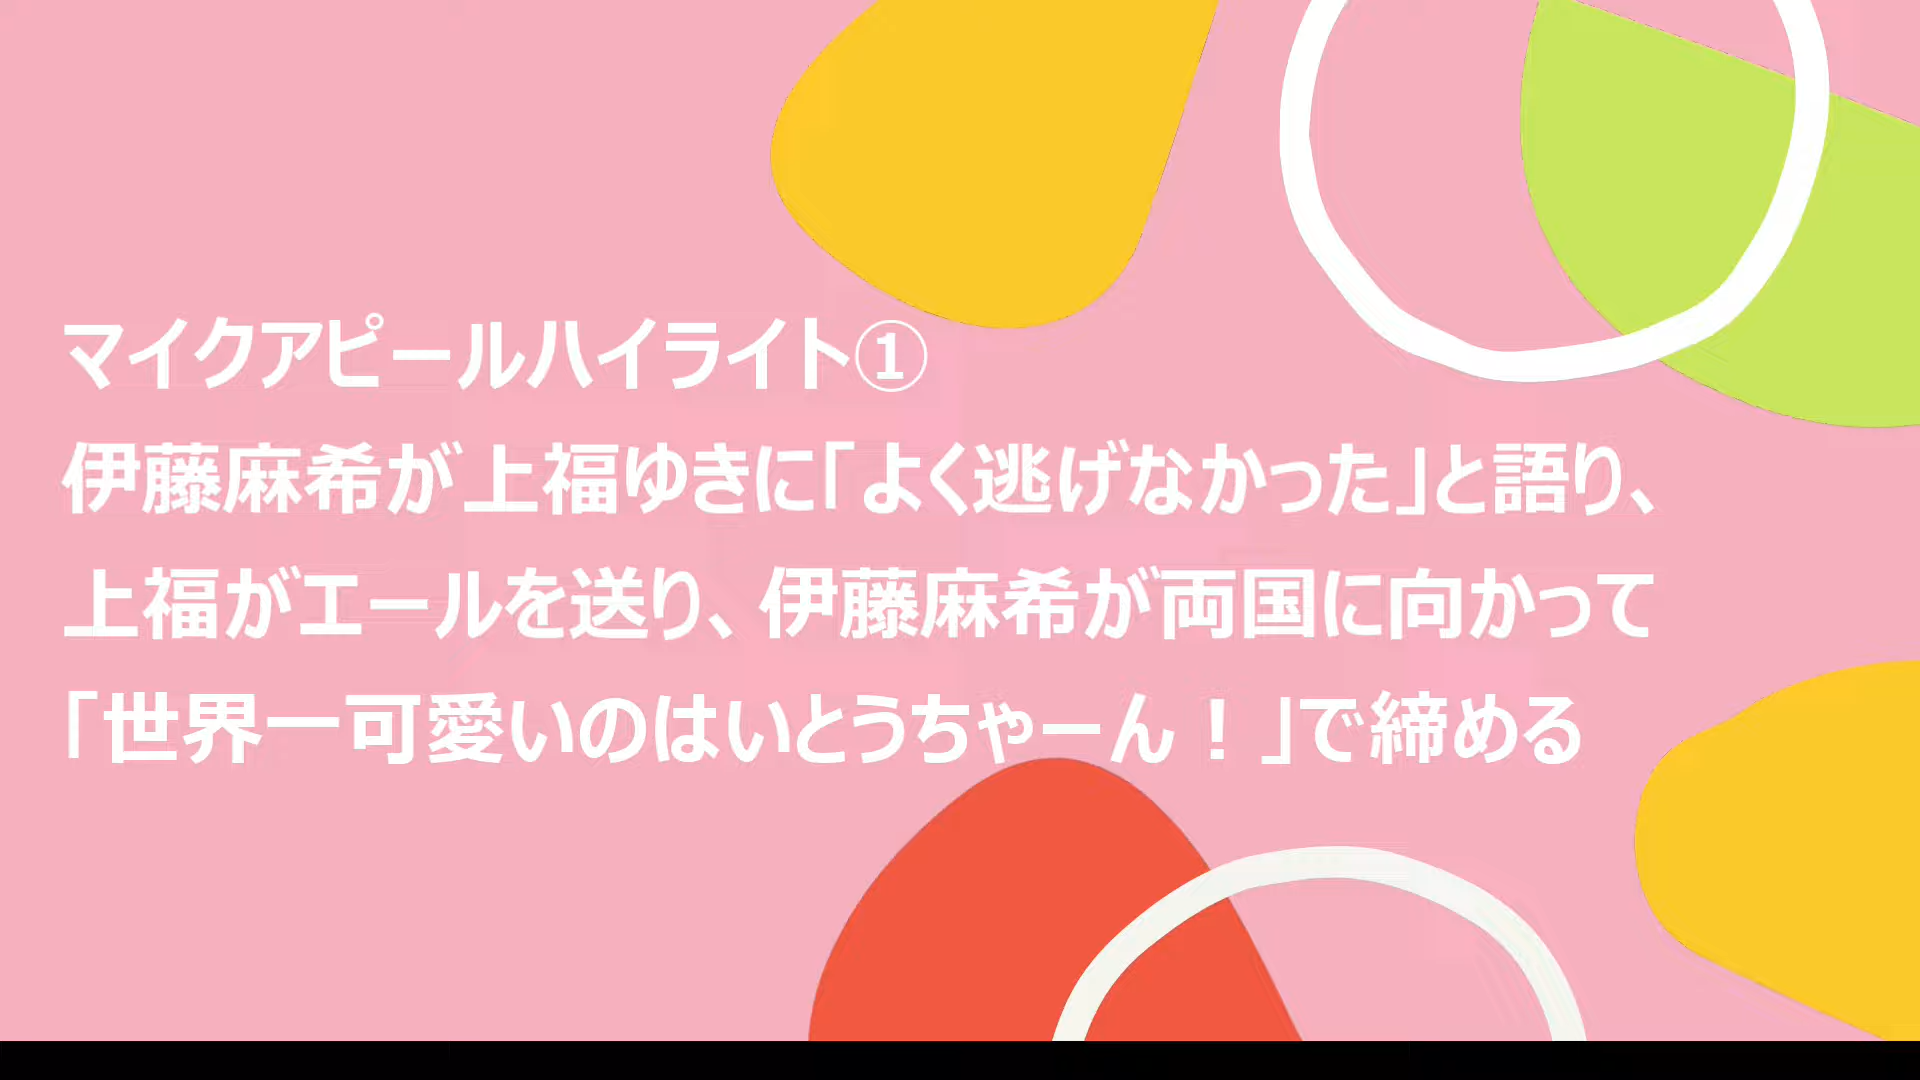 マイクアピールハイライト①
伊藤麻希が上福ゆきに「よく逃げなかった」と語り、
上福がエールを送り、伊藤麻希が両国に向かって
「世界一可愛いのはいとうちゃーん！」で締める